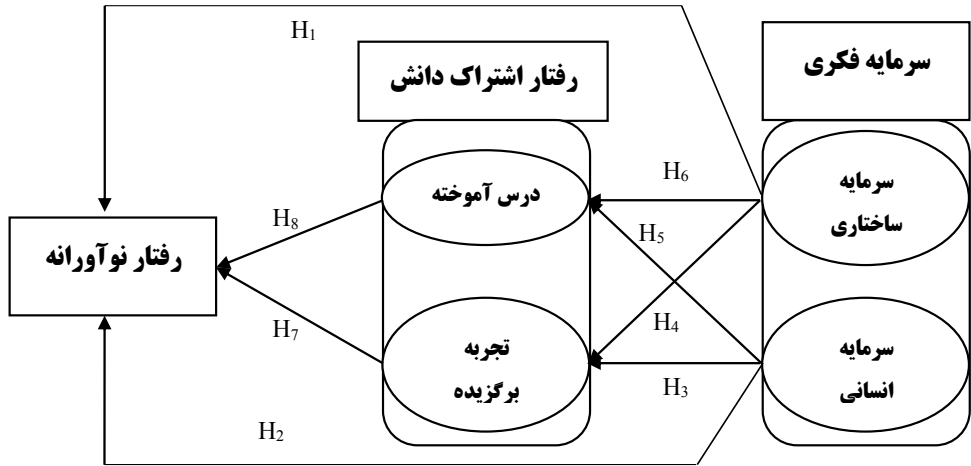 H₁
سرمایه فکری
رفتار اشتراک دانش
سرمایه
ساختاری
H₆
درس آموخته
H₈
H₅
رفتار نوآورانه
H₇
H₄
تجربه
برگزیده
سرمایه
انسانی
H₃
H₂